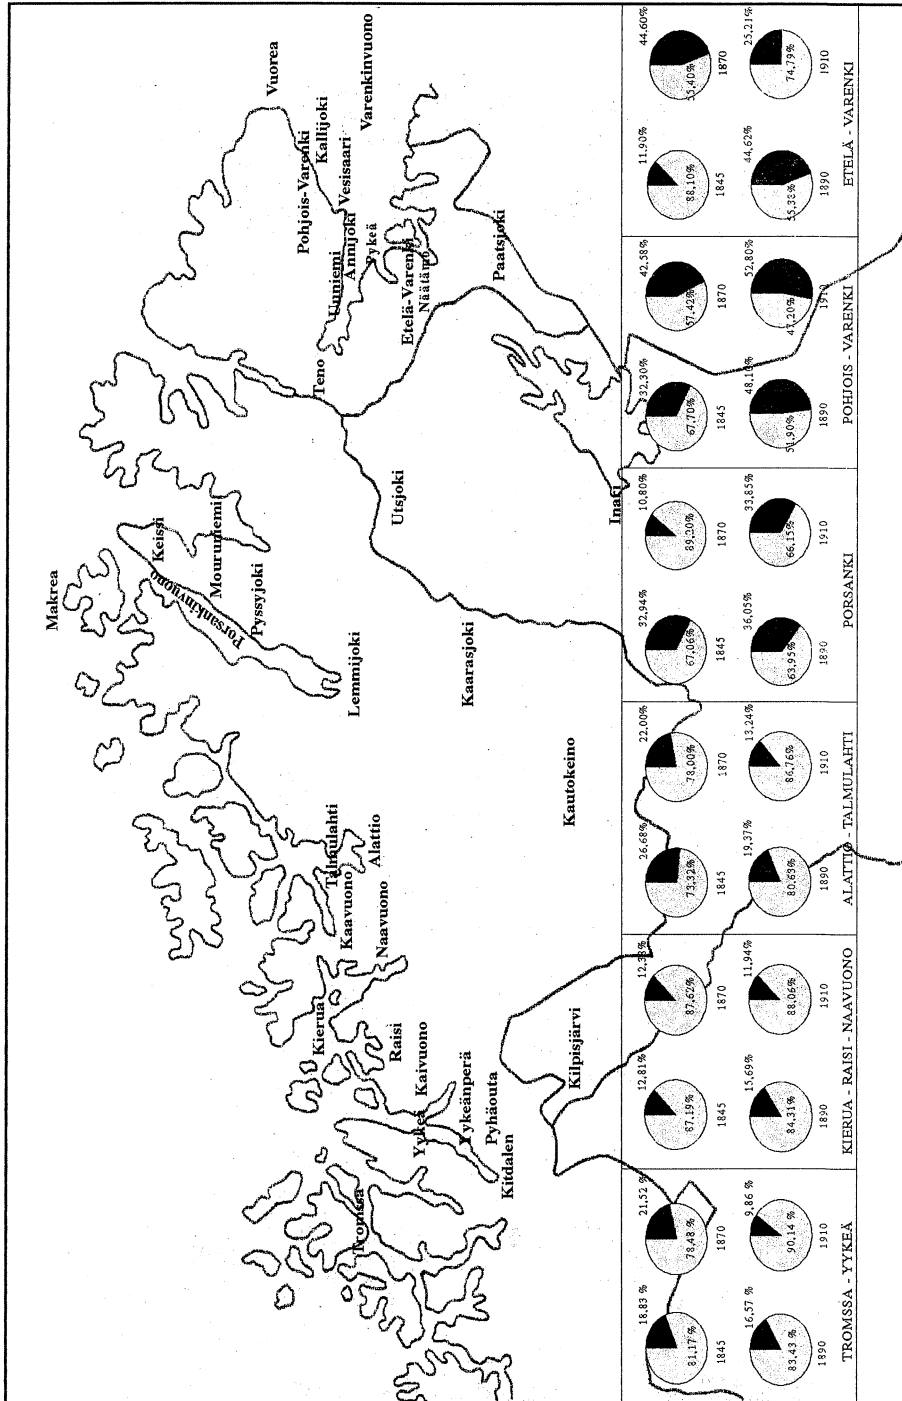 Vuorea
Pohjois-Varenki
Kallijoki
Vesisaari
Varenkinvuono
Uuniemi
Annijoki
Pykeä
Etelä-Varenki
Näätämö
Paatsjoki
Teno
Utsjoki
Inari
Makrea
Keissi
Porsankinvuono
Mouruniemi
Pyssyjoki
Lemmijoki
Kaarasjoki
Kautokeino
Talmulahti
Alattio
Kaavuono
Naavuono
Kierua
Raisi
Kaivuono
Yykeä
Yykeänperä
Pyhäouta
Kitdalen
Tromssa
Kilpisjärvi
18,83 %
81,17 %
1845
21,52 %
78,48 %
1870
16,57 %
83,43 %
1890
9,86 %
90,14 %
1910
TROMSSA - YYKEÄ
12,81%
87,19%
1845
12,38%
87,62%
1870
15,69%
84,31%
1890
11,94%
88,06%
1910
KIERUA - RAISI - NAAVUONO
26,68%
73,32%
1845
22,00%
78,00%
1870
19,37%
80,63%
1890
13,24%
86,76%
1910
ALATTIO - TALMULAHTI
32,94%
67,06%
1845
10,80%
89,20%
1870
36,05%
63,95%
1890
33,85%
66,15%
1910
PORSANKI
32,30%
67,70%
1845
42,58%
57,42%
1870
48,10%
51,90%
1890
52,80%
47,20%
1910
POHJOIS - VARENKI
11,90%
88,10%
1845
44,60%
55,40%
1870
44,62%
55,38%
1890
25,21%
74,79%
1910
ETELÄ - VARENKI